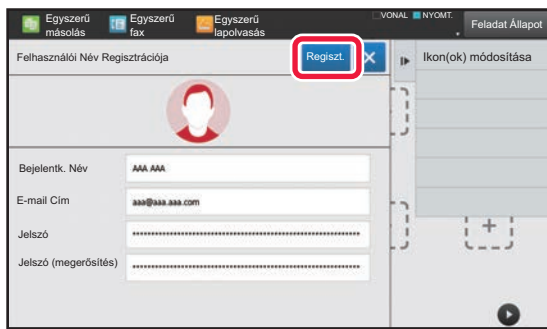 Egyszerű másolás
Egyszerű fax
Egyszerű lapolvasás
VONAL
NYOMT.
Feladat Állapot
Felhasználói Név Regisztrációja
Regiszt.
Ikon(ok) módosítása
Bejelentk. Név
AAA AAA
E-mail Cím
aaa@aaa.aaa.com
Jelszó
Jelszó (megerősítés)